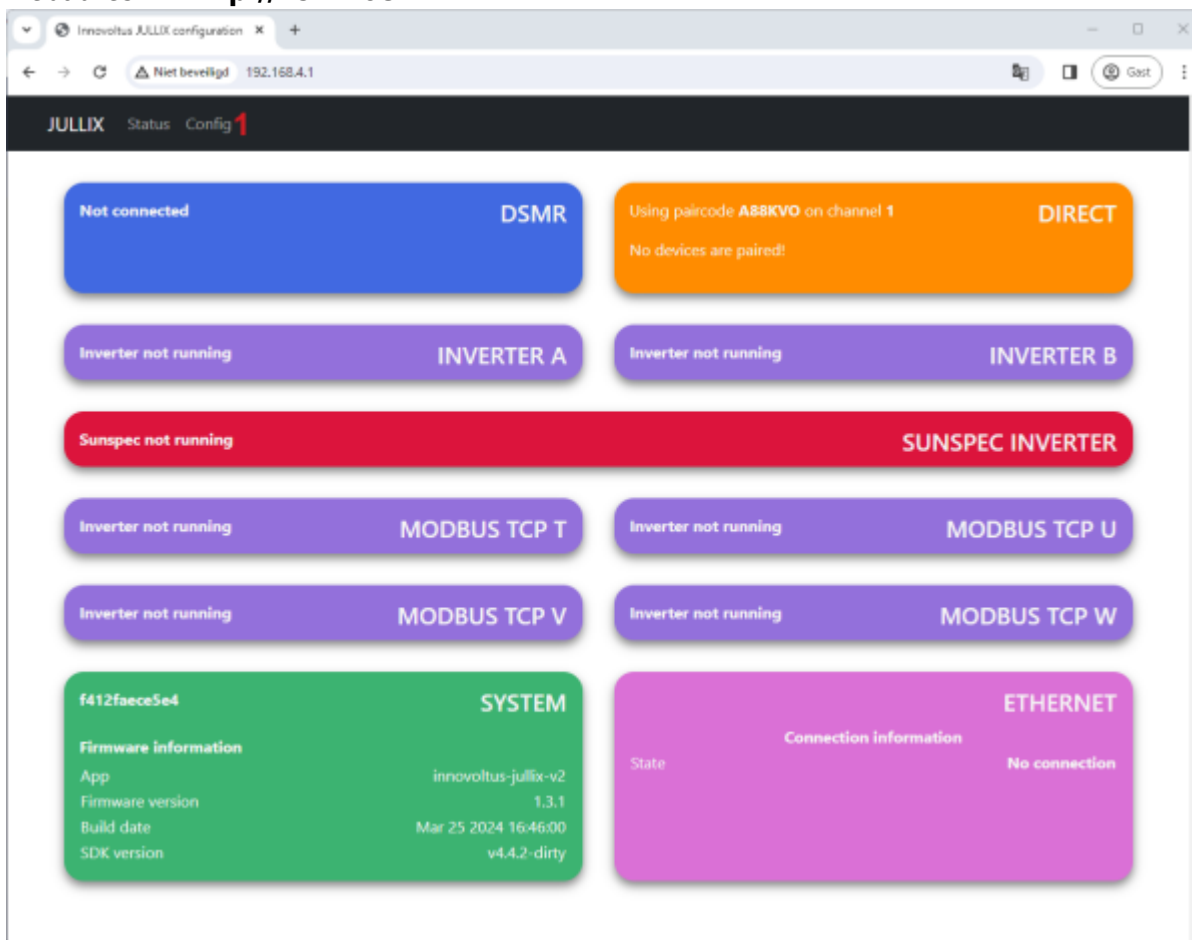 Innovoltus JULLIX configuration
Niet beveiligd 192.168.4.1 Gast
JULLIX Status Config 1
Not connected DSMR
Using paircode A88KVO on channel 1 DIRECT
No devices are paired!
Inverter not running INVERTER A
Inverter not running INVERTER B
Sunspec not running SUNSPEC INVERTER
Inverter not running MODBUS TCP T
Inverter not running MODBUS TCP U
Inverter not running MODBUS TCP V
Inverter not running MODBUS TCP W
f412faece5e4 SYSTEM
Firmware information
App innovoltus-jullix-v2
Firmware version 1.3.1
Build date Mar 25 2024 16:46:00
SDK version v4.4.2-dirty
ETHERNET
Connection information
State No connection